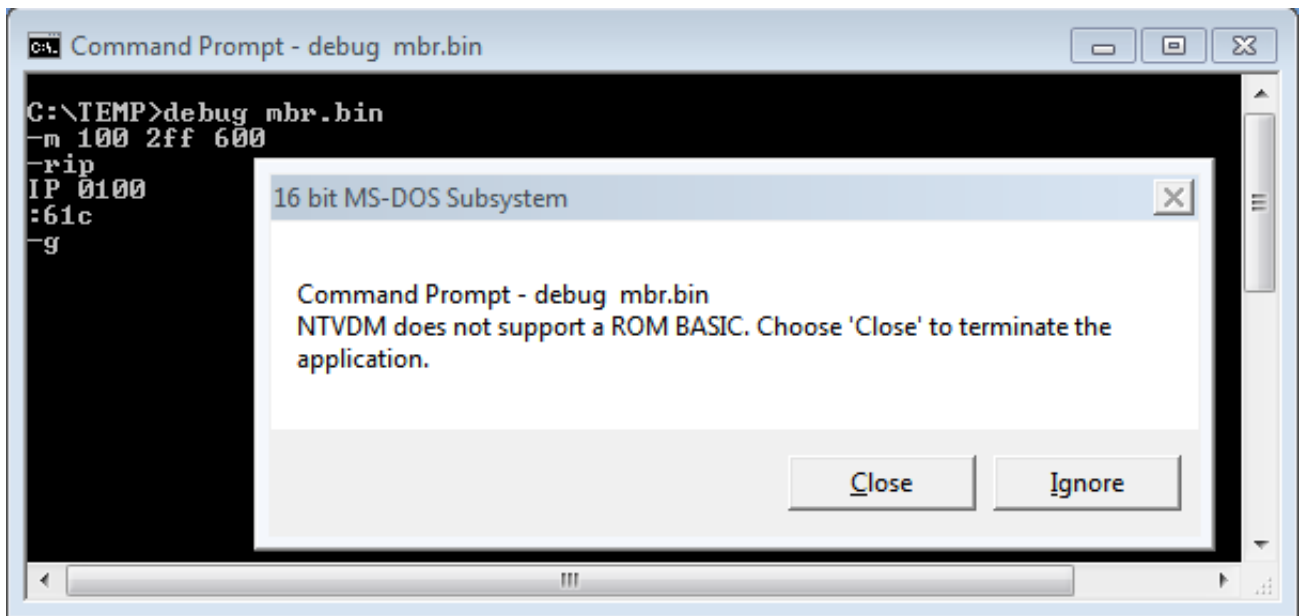 Command Prompt - debug  mbr.bin
C:\TEMP>debug mbr.bin
-m 100 2ff 600
-rip
IP 0100
:61c
-g
16 bit MS-DOS Subsystem
Command Prompt - debug  mbr.bin
NTVDM does not support a ROM BASIC. Choose 'Close' to terminate the
application.
Close
Ignore